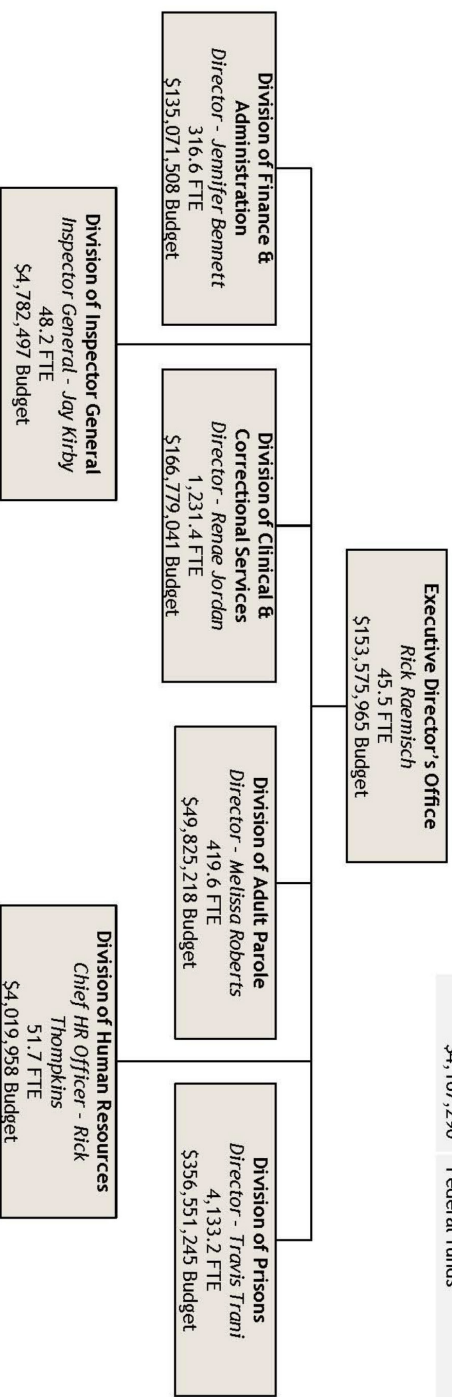 $4,167,290 Federal funds
Executive Director's Office
Rick Raemisch
45.5 FTE
$153,575,965 Budget
Division of Finance &
Administration
Director - Jennifer Bennett
316.6 FTE
$135,071,508 Budget
Division of Clinical &
Correctional Services
Director - Renae Jordan
1,231.4 FTE
$166,779,041 Budget
Division of Adult Parole
Director - Melissa Roberts
419.6 FTE
$49,825,218 Budget
Division of Prisons
Director - Travis Trani
4,133.2 FTE
$356,551,245 Budget
Division of Inspector General
Inspector General - Jay Kirby
48.2 FTE
$4,782,497 Budget
Division of Human Resources
Chief HR Officer - Rick
Thompkins
51.7 FTE
$4,019,958 Budget